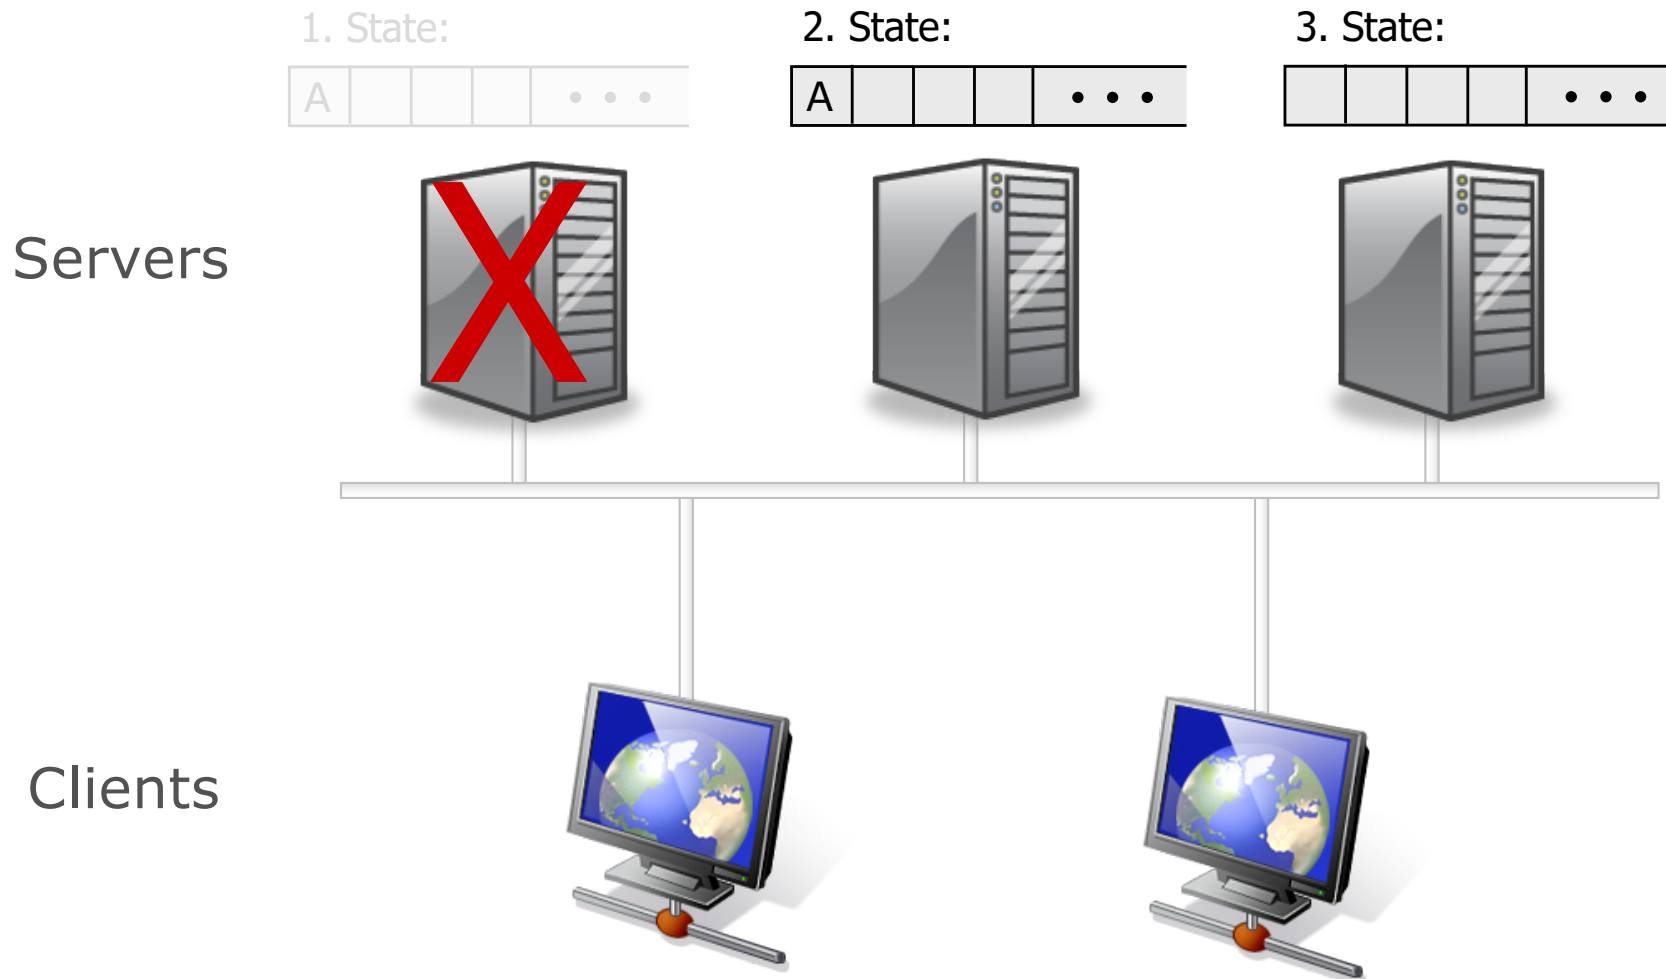 1. State:
2. State:
3. State:
A
• • •
A
• • •
• • •
X
Servers
Clients